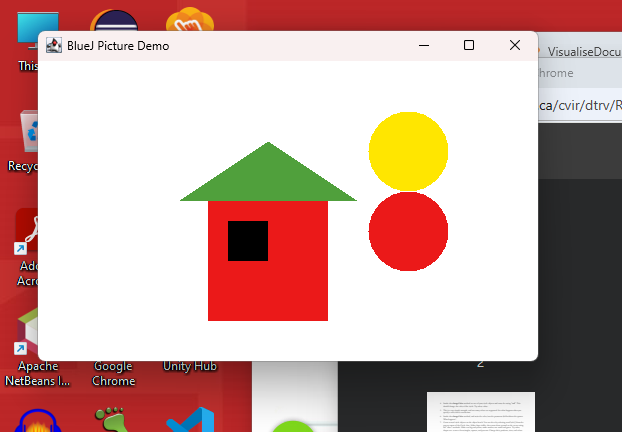 BlueJ Picture Demo
This
VisualiseDocu
hrome
ca/cvir/dtrv/R
Recyc
Ado
Acro
Apache
NetBeans I...
Google
Chrome
Unity Hub
2